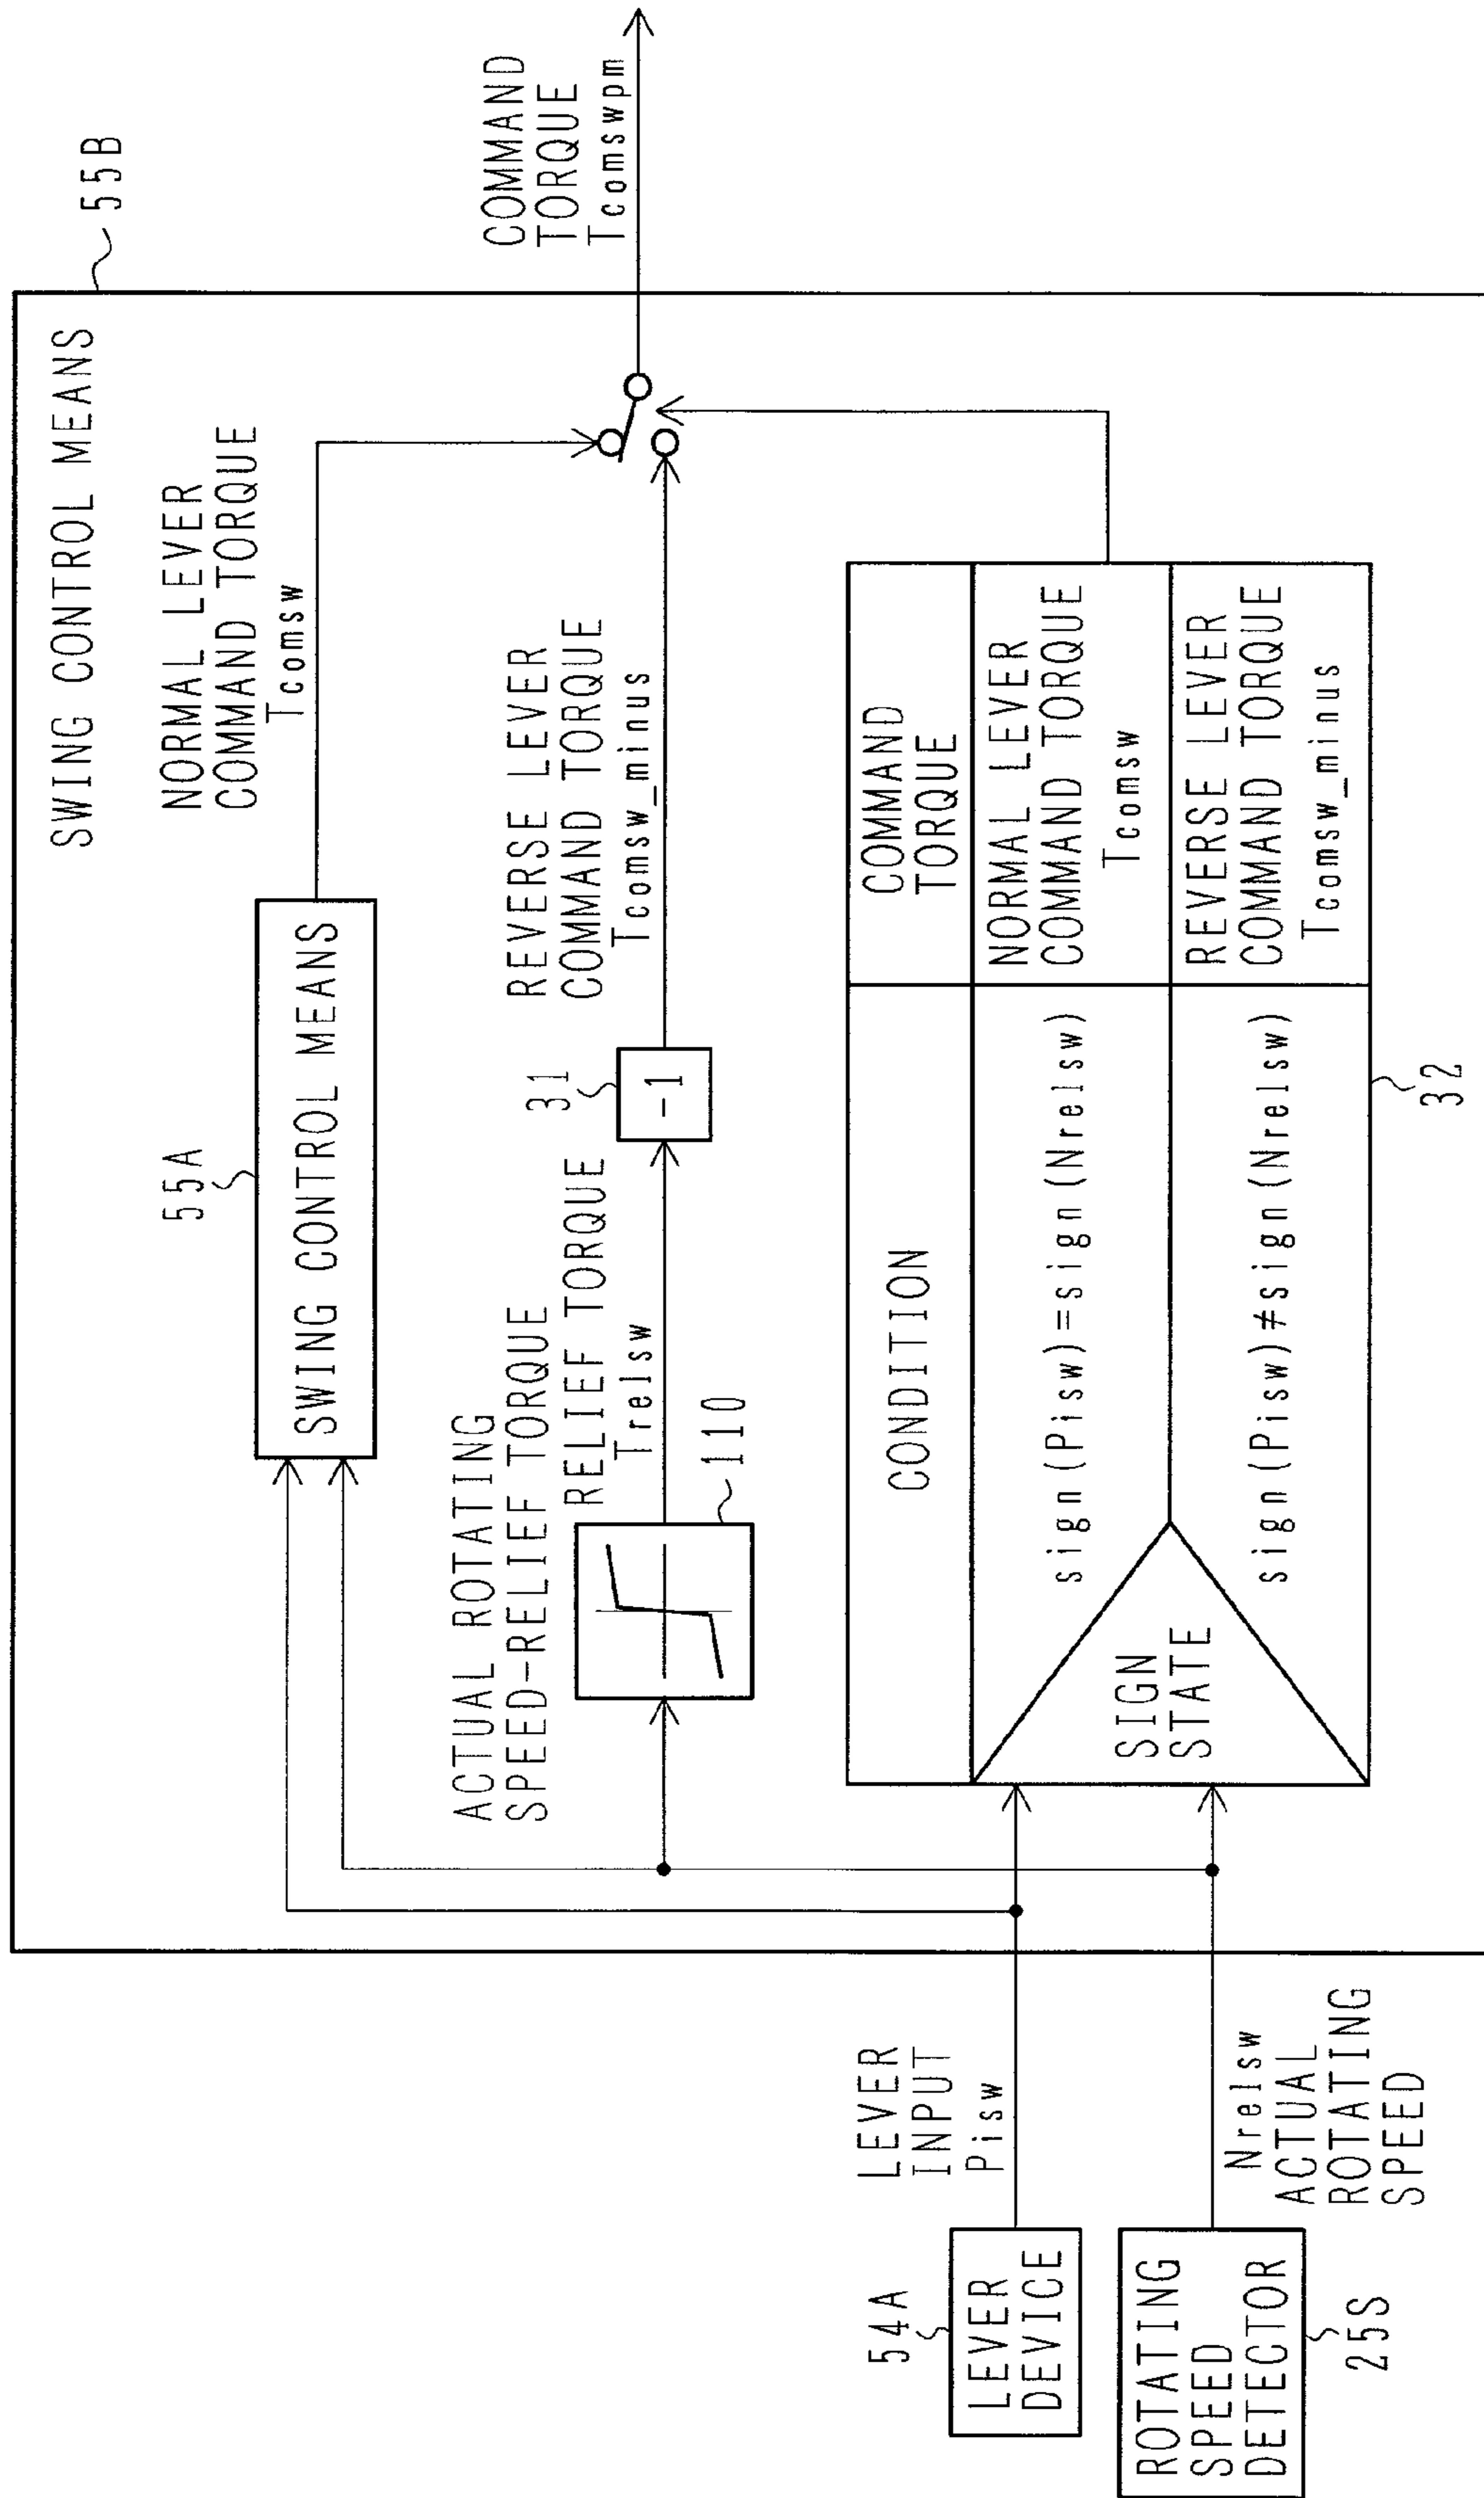 55B
SWING CONTROL MEANS
NORMAL LEVER
COMMAND TORQUE
Tcomsw
55A
SWING CONTROL MEANS
COMMAND
TORQUE
Tcomswpm
ACTUAL ROTATING
SPEED-RELIEF TORQUE
RELIEF TORQUE
Trelsw
110
31
-1
REVERSE LEVER
COMMAND TORQUE
Tcomsw_minus
54A
LEVER
DEVICE
LEVER
INPUT
Pisw
ROTATING
SPEED
DETECTOR
25S
Nrelsw
ACTUAL
ROTATING
SPEED
CONDITION
COMMAND
TORQUE
SIGN
STATE
sign(Pisw)=sign(Nrelsw)
NORMAL LEVER
COMMAND TORQUE
Tcomsw
sign(Pisw)≠sign(Nrelsw)
REVERSE LEVER
COMMAND TORQUE
Tcomsw_minus
32